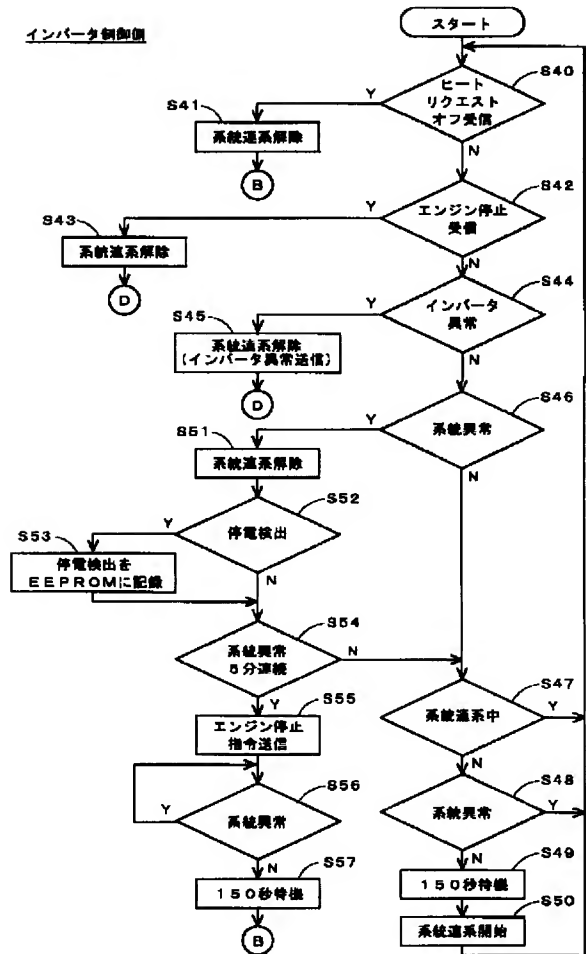 インバータ制御側
スタート
S40
ヒート
リクエスト
オフ受信
Y
N
S41
系統連系解除
B
S42
エンジン停止
受信
Y
N
S43
系統連系解除
D
S44
インバータ
異常
Y
N
S45
系統連系解除
(インバータ異常送信)
D
S46
系統異常
Y
N
S51
系統連系解除
S52
停電検出
Y
N
S53
停電検出を
EEPROMに記録
S54
系統異常
5分連続
N
Y
S55
エンジン停止
指令送信
S56
系統異常
Y
N
S57
150秒待機
B
S47
系統連系中
Y
N
S48
系統異常
Y
N
S49
150秒待機
S50
系統連系開始